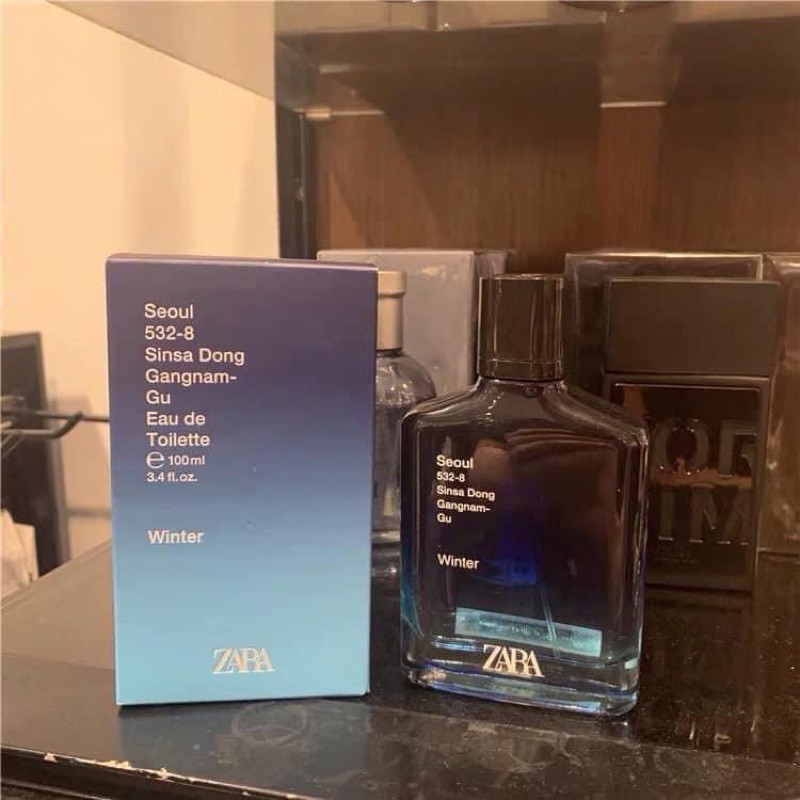 Seoul
532-8
Sinsa Dong
Gangnam-
Gu
Eau de
Toilette
℮ 100ml
3.4 fl.oz.
Winter
ZARA
Seoul
532-8
Sinsa Dong
Gangnam-
Gu
Winter
ZARA